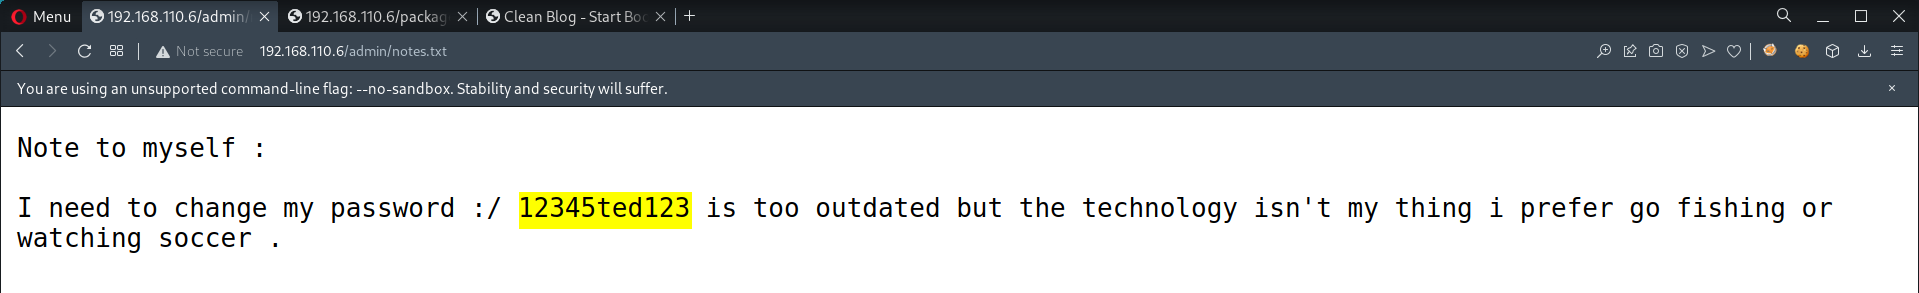 Menu
192.168.110.6/admin/
192.168.110.6/packag
Clean Blog - Start Boo
Not secure 192.168.110.6/admin/notes.txt
You are using an unsupported command-line flag: --no-sandbox. Stability and security will suffer.
Note to myself :
I need to change my password :/ 12345ted123 is too outdated but the technology isn't my thing i prefer go fishing or
watching soccer .